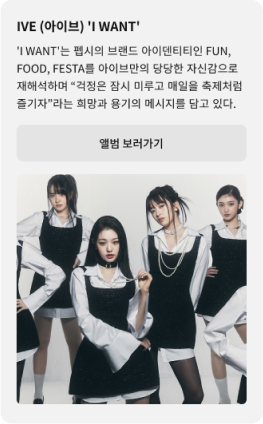 IVE (아이브) 'I WANT'
'I WANT'는 펩시의 브랜드 아이덴티티인 FUN,
FOOD, FESTA를 아이브만의 당당한 자신감으로
재해석하며 “걱정은 잠시 미루고 매일을 축제처럼
즐기자”라는 희망과 용기의 메시지를 담고 있다.
앨범 보러가기